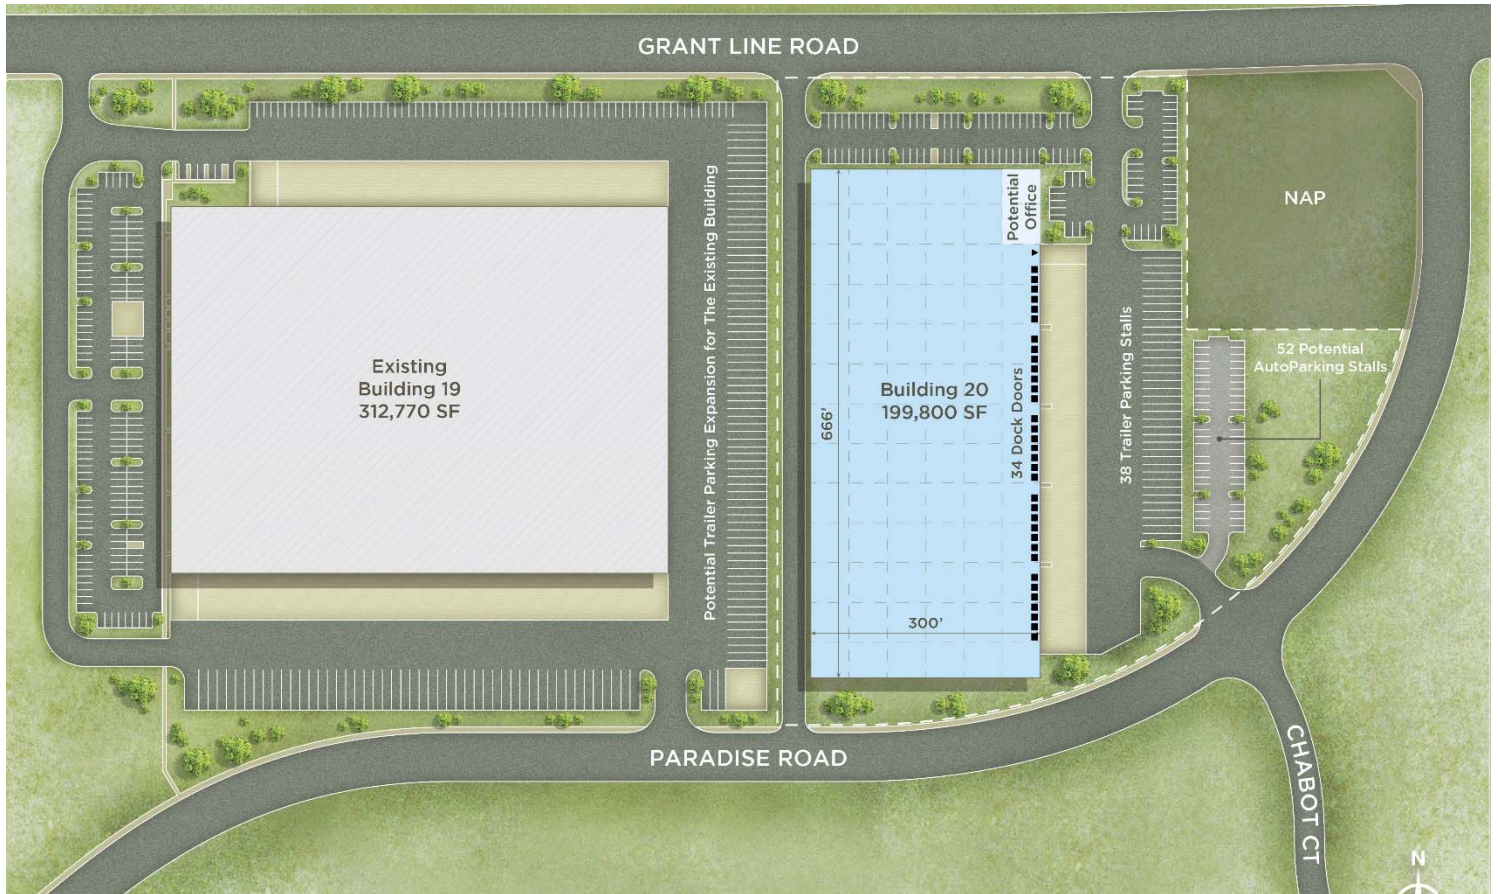 GRANT LINE ROAD
Potential Trailer Parking Expansion for The Existing Building
Potential
Office
NAP
Existing
Building 19
312,770 SF
Building 20
199,800 SF
666'
300'
34 Dock Doors
38 Trailer Parking Stalls
52 Potential
AutoParking Stalls
PARADISE ROAD
CHABOT CT
N